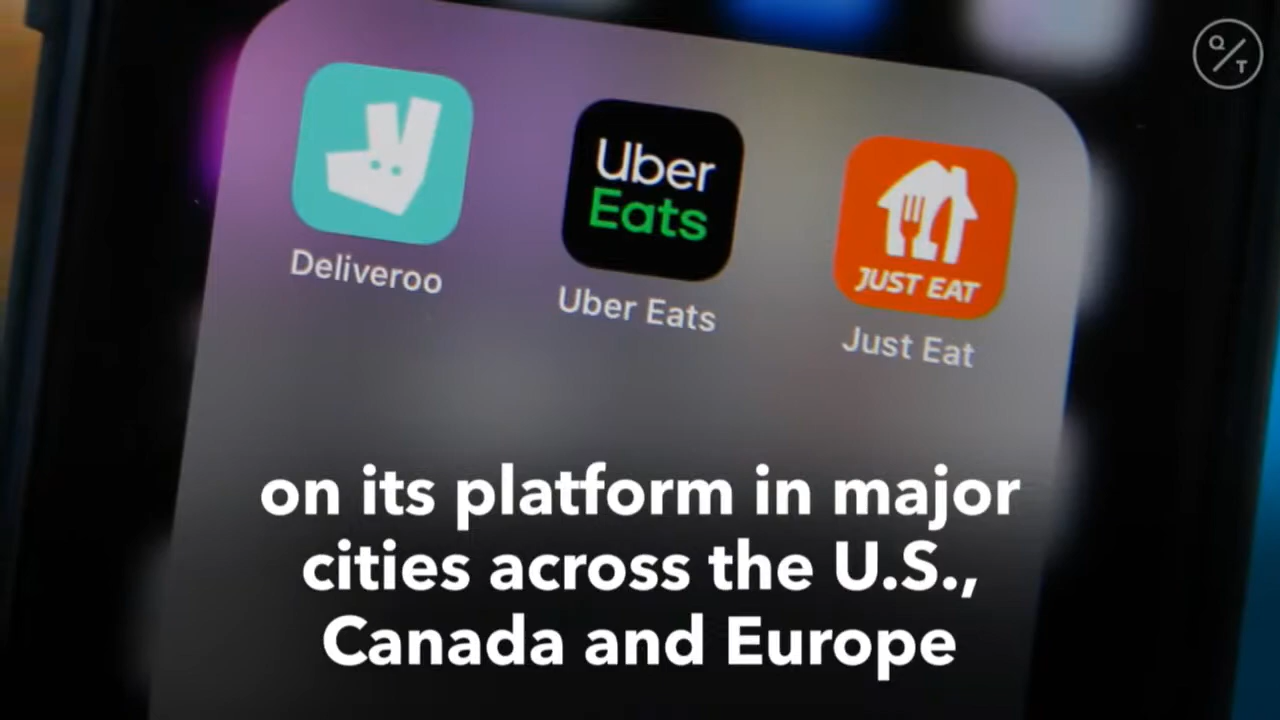 Q
T
Uber
Eats
JUST EAT
Deliveroo
Uber Eats
Just Eat
on its platform in major
cities across the U.S.,
Canada and Europe